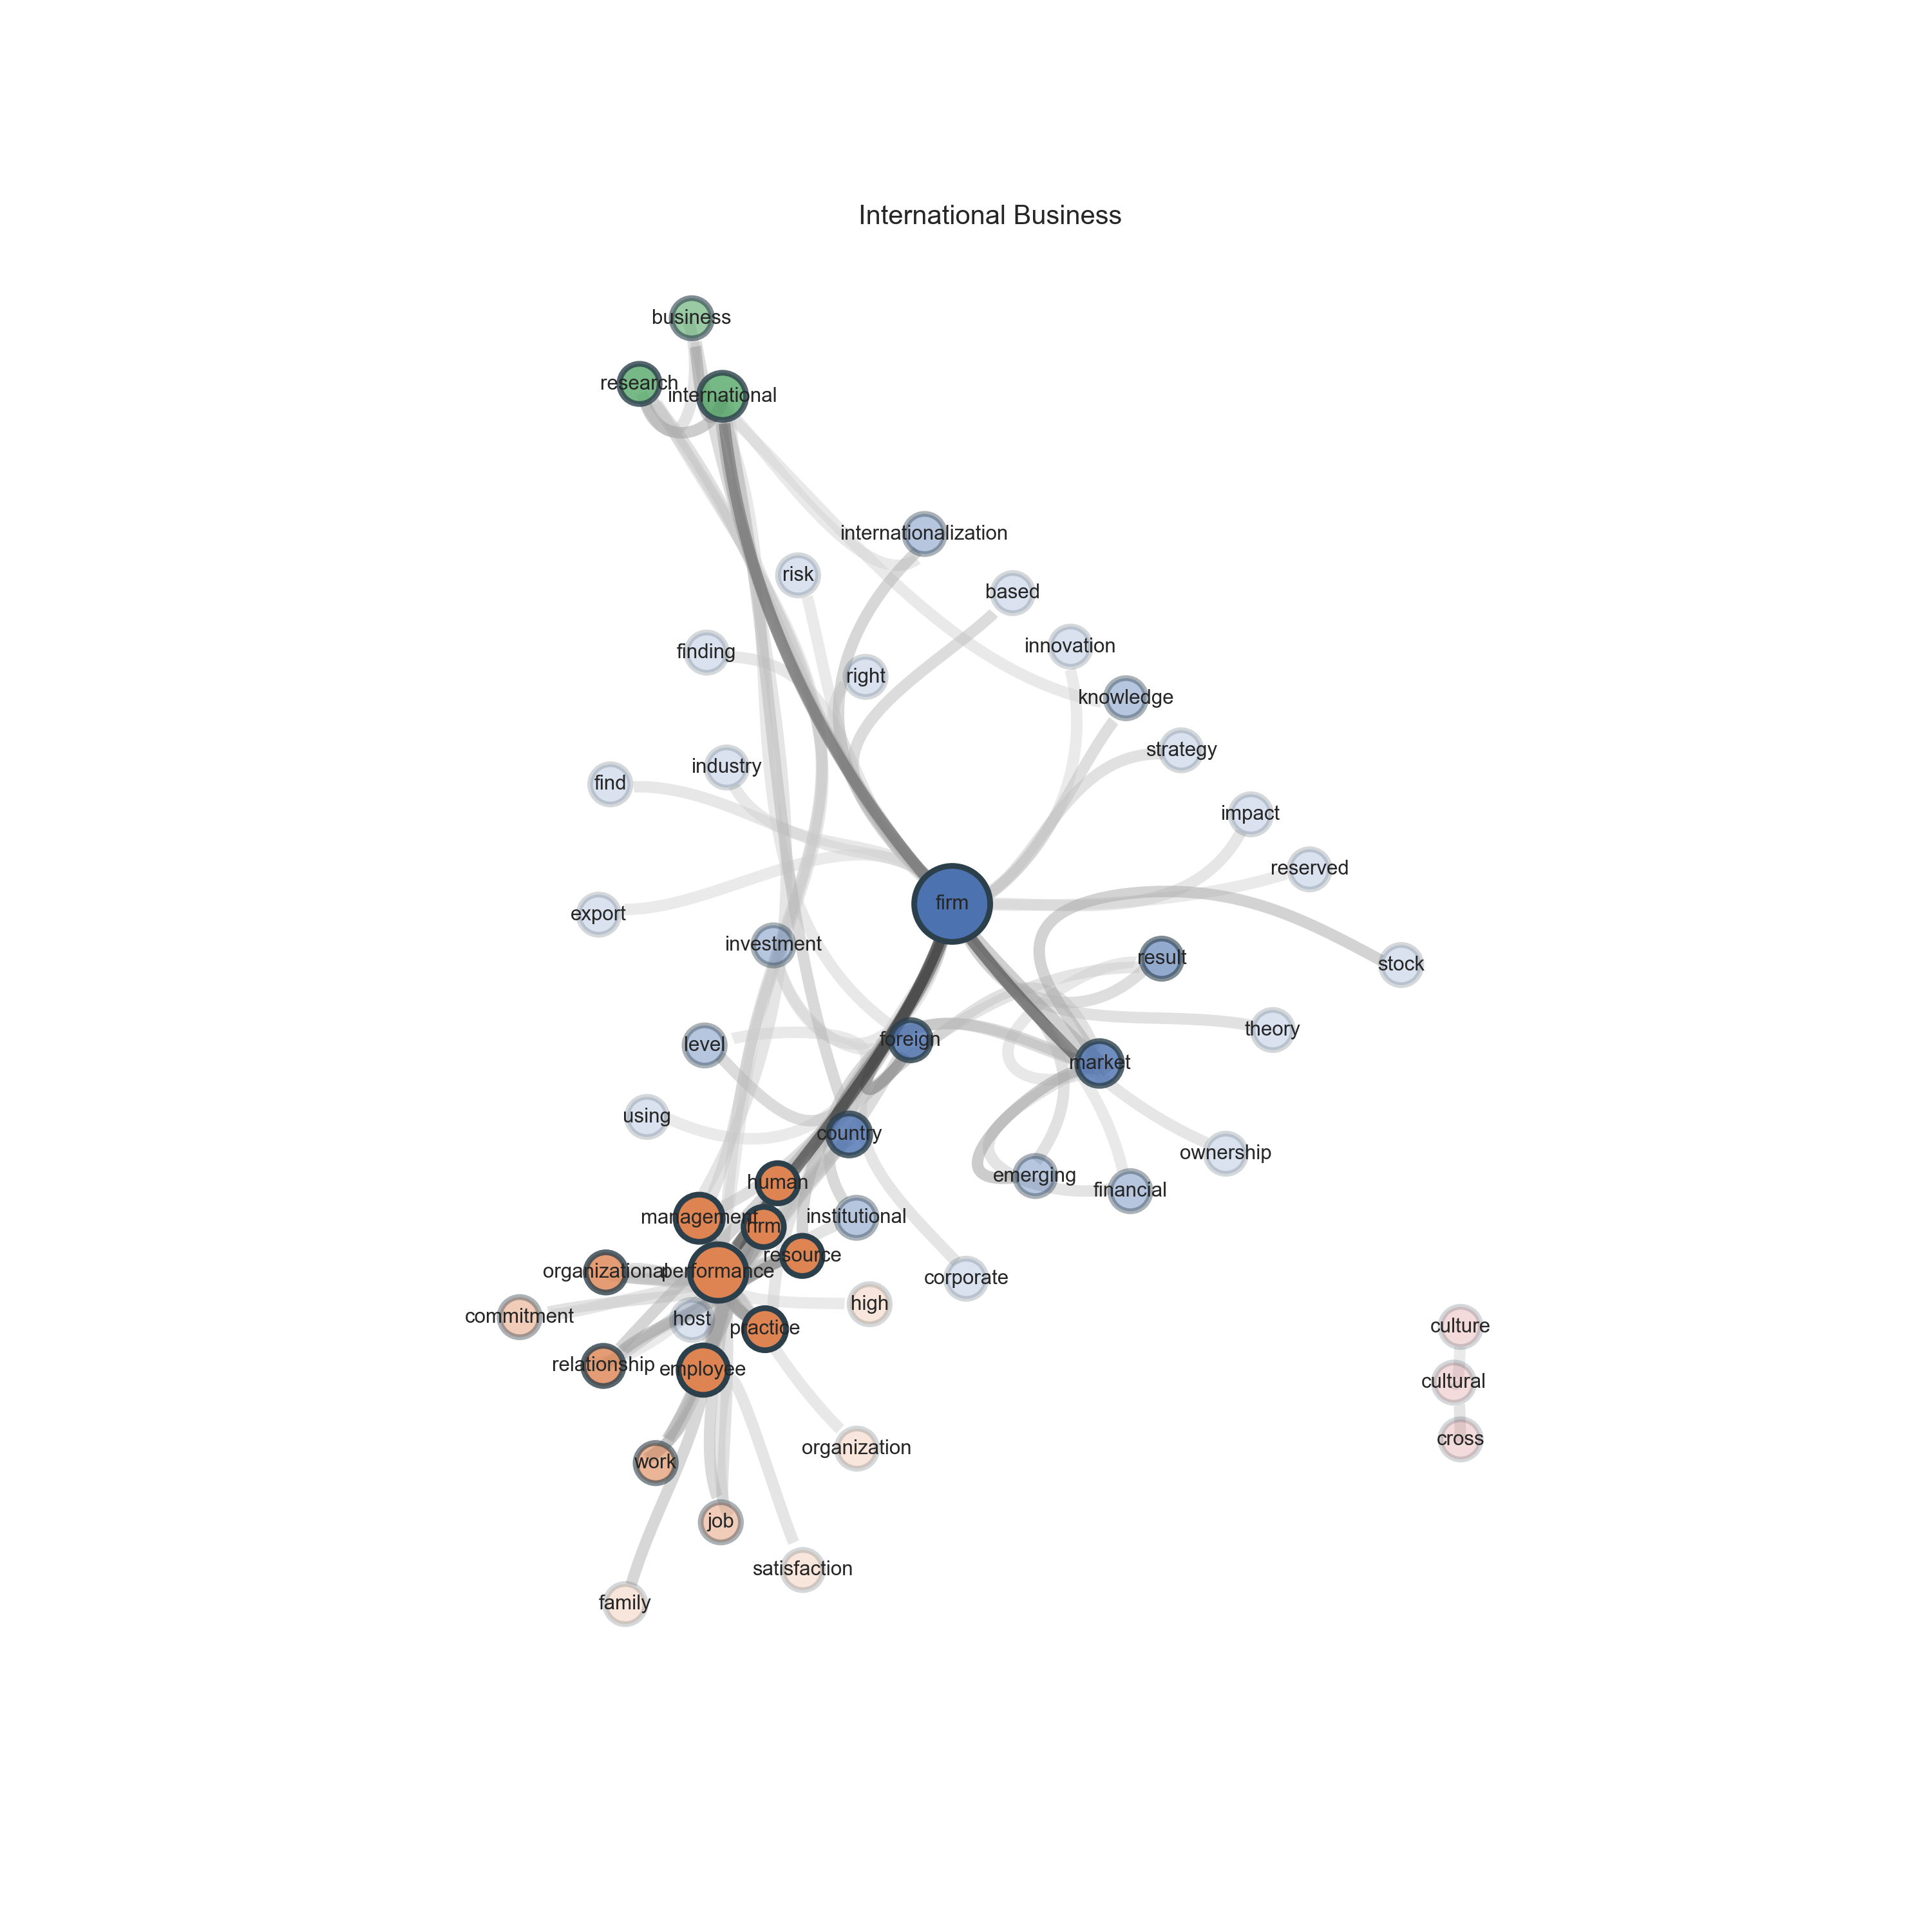 International Business
business
research
international
internationalization
risk
based
innovation
finding
right
knowledge
strategy
industry
find
impact
reserved
firm
export
investment
result
stock
theory
foreign
level
market
using
country
ownership
emerging
financial
human
management
hrm
institutional
resource
organizational
performance
corporate
high
commitment
host
practice
culture
relationship
employee
cultural
cross
organization
work
job
satisfaction
family